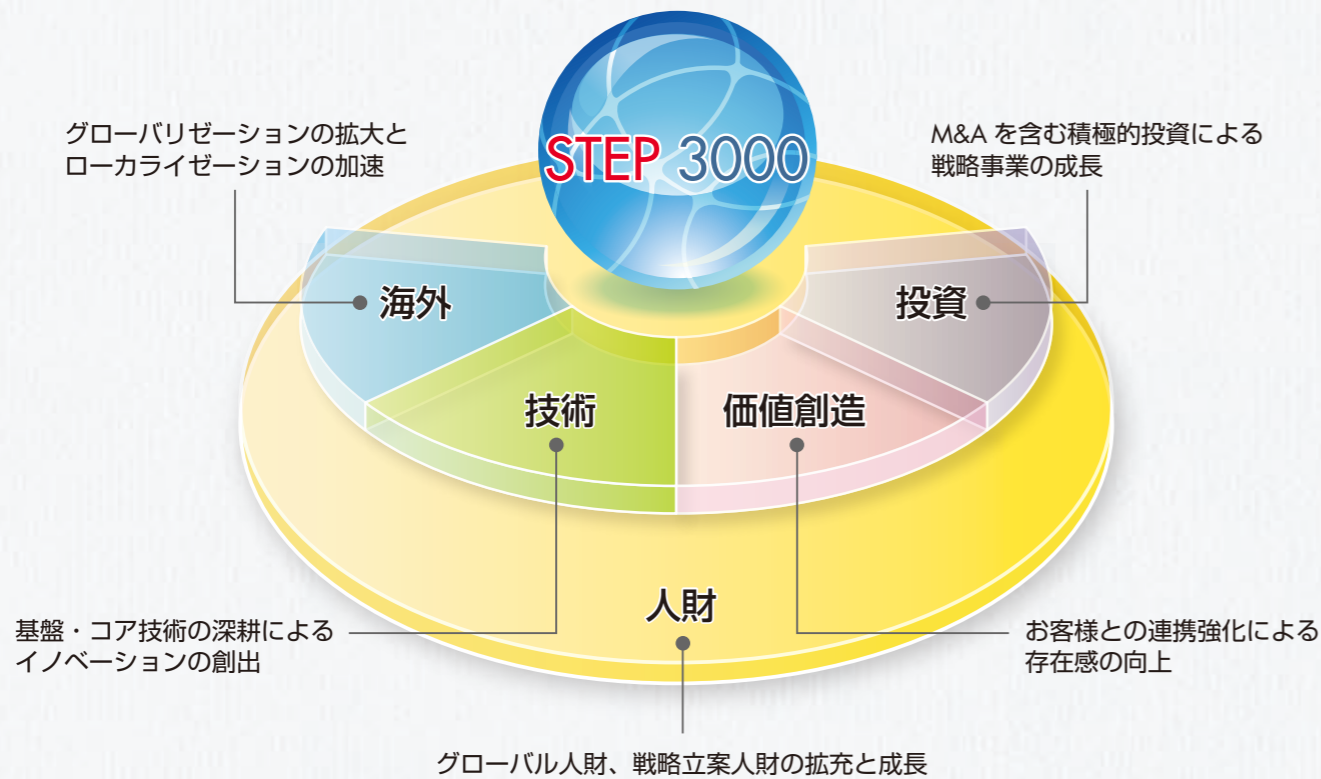 STEP 3000
グローバリゼーションの拡大と
ローカライゼーションの加速
M&A を含む積極的投資による
戦略事業の成長
海外
投資
技術
価値創造
人財
基盤・コア技術の深耕による
イノベーションの創出
お客様との連携強化による
存在感の向上
グローバル人財、戦略立案人財の拡充と成長